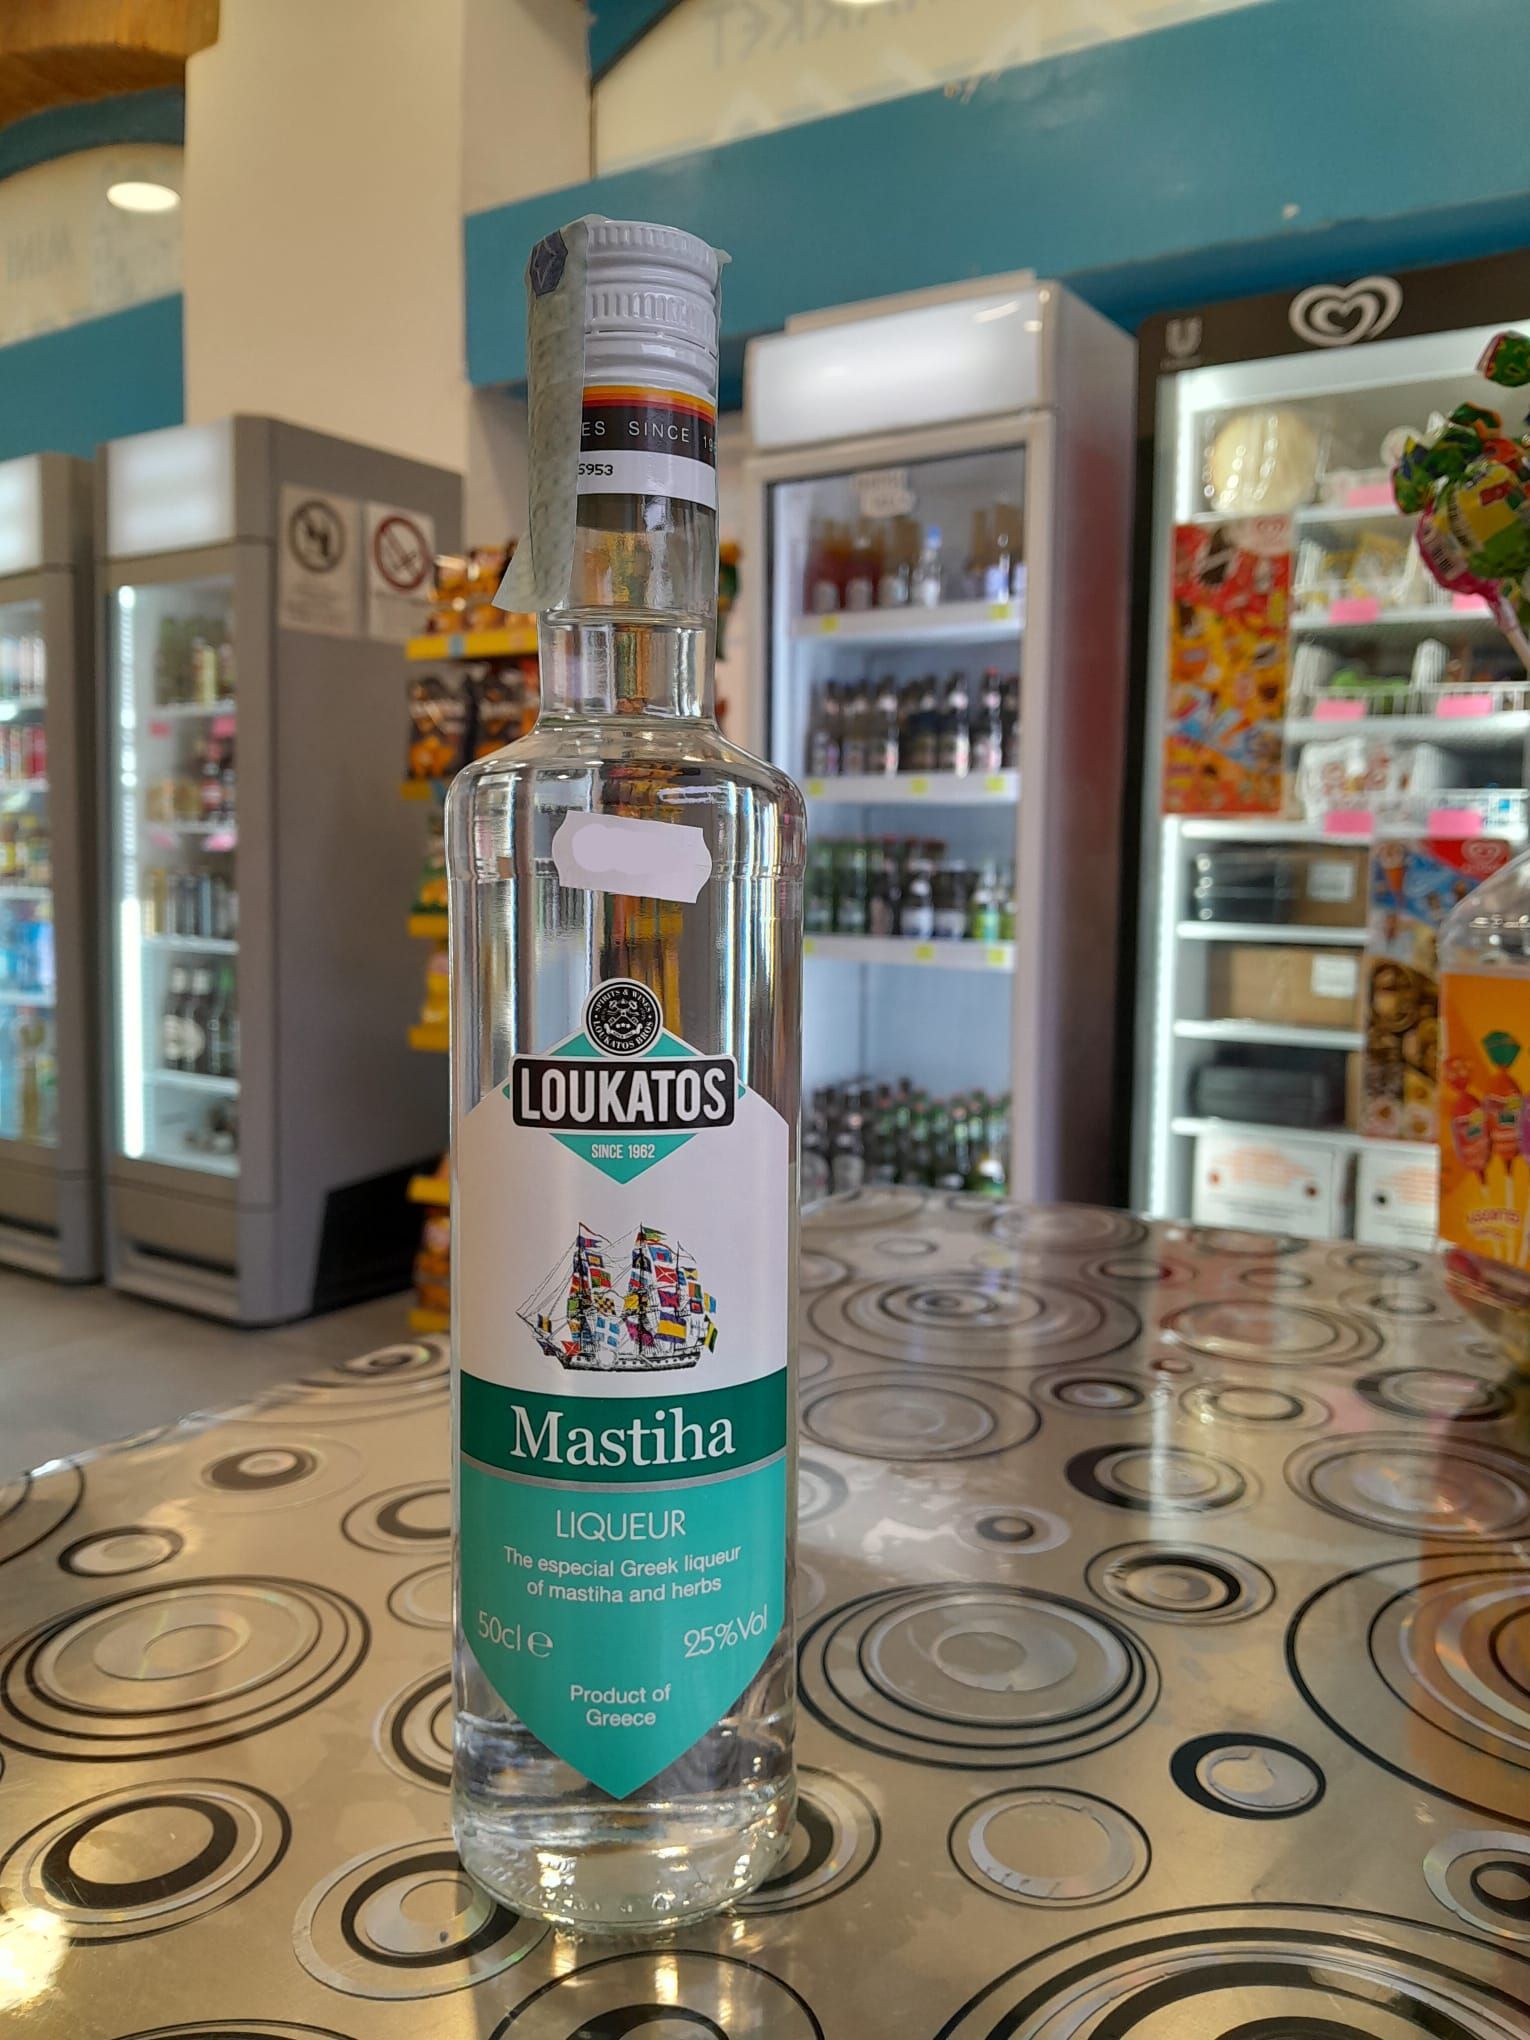 ES SINCE 19
5953
SPIRITS & WINES
LOUKATOS BROS
LOUKATOS
SINCE 1962
Mastiha
LIQUEUR
The especial Greek liqueur
of mastiha and herbs
50cl e
25%Vol
Product of
Greece